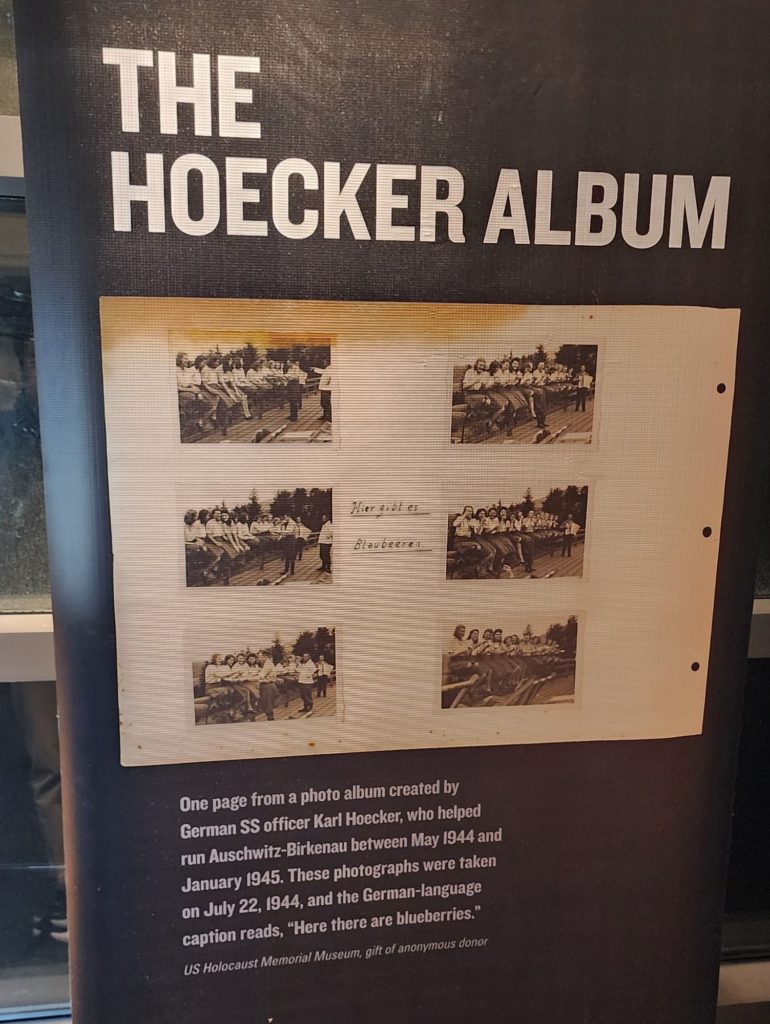 THE
HOECKER ALBUM
Hier gibt es
Blaubeeren
One page from a photo album created by
German SS officer Karl Hoecker, who helped
run Auschwitz-Birkenau between May 1944 and
January 1945. These photographs were taken
on July 22, 1944, and the German-language
caption reads, “Here there are blueberries.”
US Holocaust Memorial Museum, gift of anonymous donor